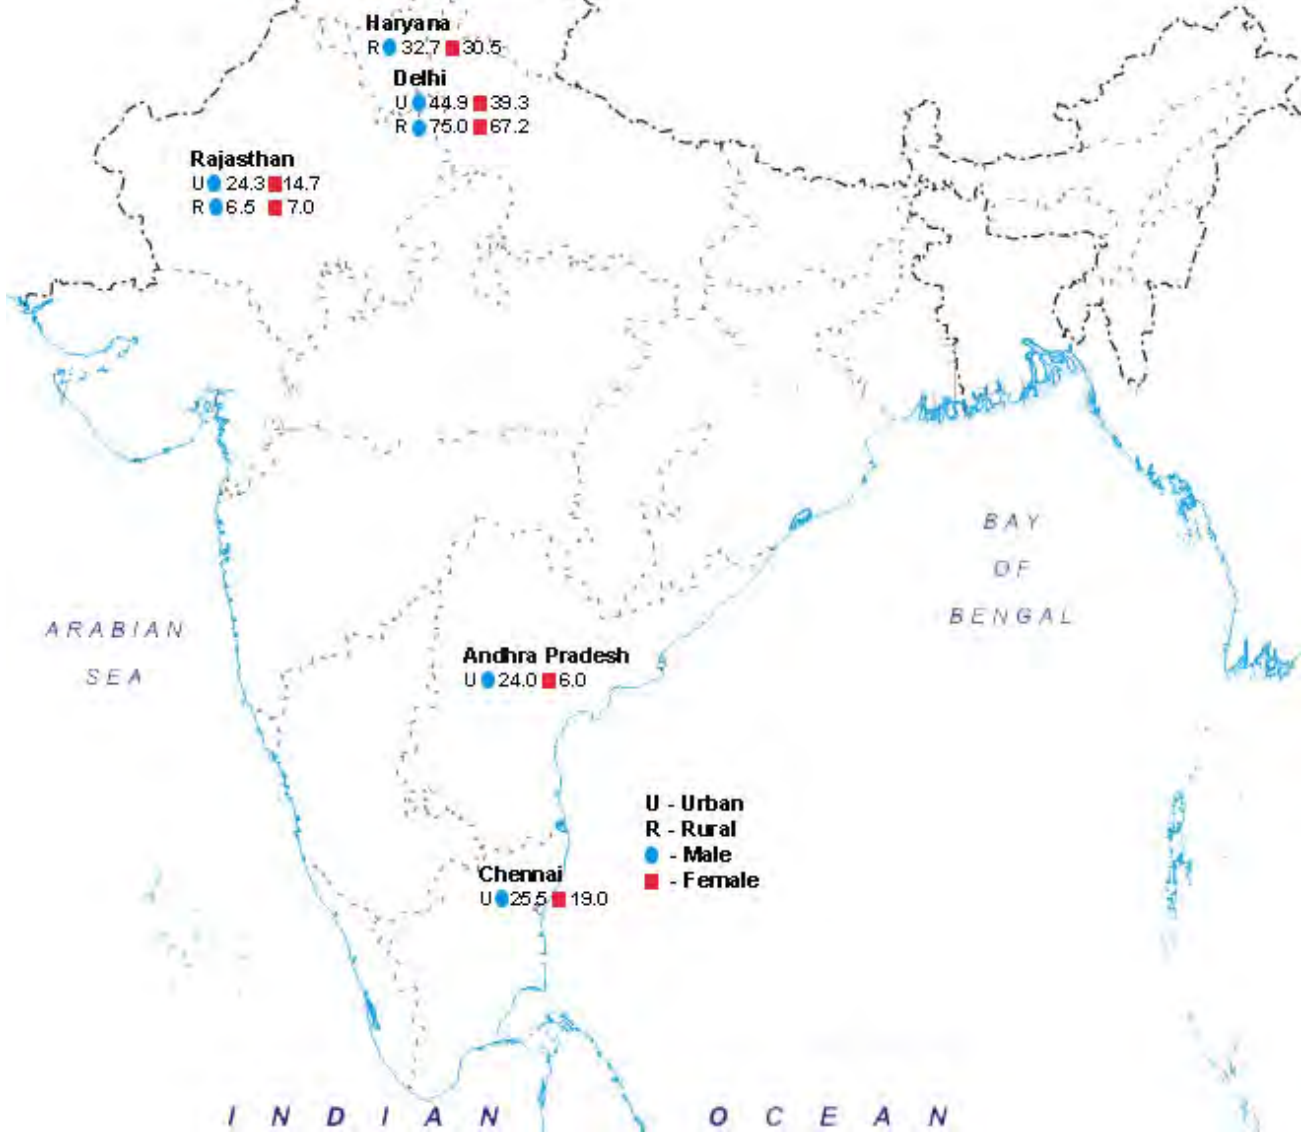 Haryana
R 32.7 30.5
Delhi
U 44.9 39.3
R 75.0 67.2
Rajasthan
U 24.3 14.7
R 6.5 7.0
BAY
OF
BENGAL
ARABIAN
SEA
Andhra Pradesh
U 24.0 6.0
U - Urban
R - Rural
- Male
- Female
Chennai
U 25.5 19.0
INDIAN OCEAN